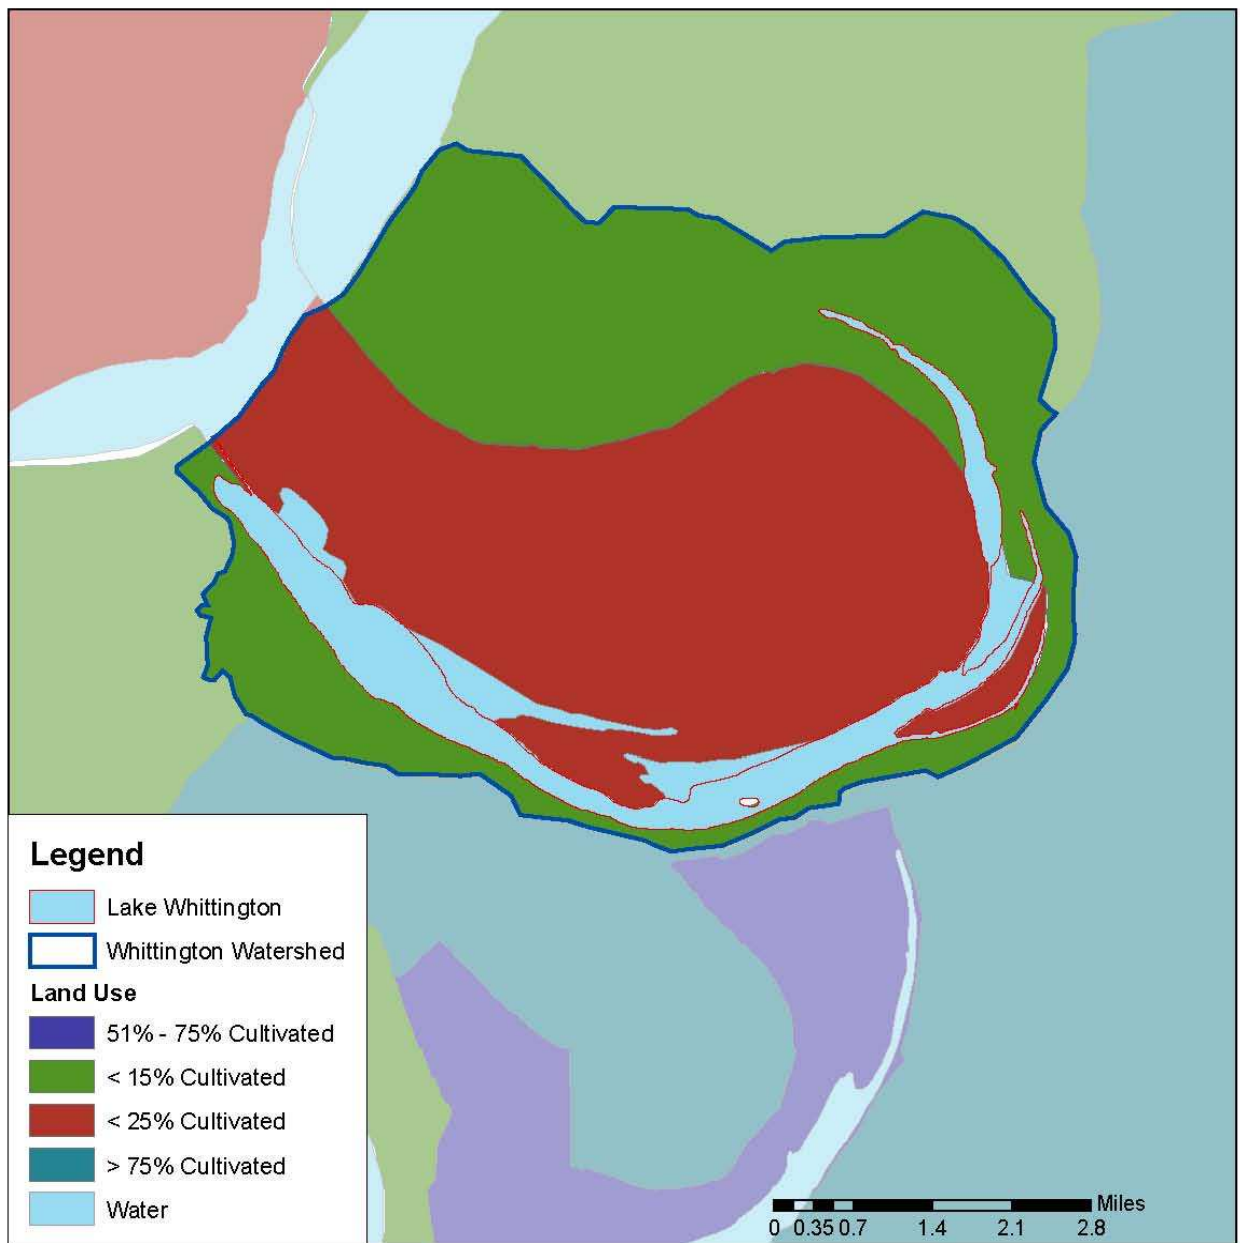 Legend
Lake Whittington
Whittington Watershed
Land Use
51% - 75% Cultivated
< 15% Cultivated
< 25% Cultivated
> 75% Cultivated
Water
Miles
0 0.35 0.7 1.4 2.1 2.8